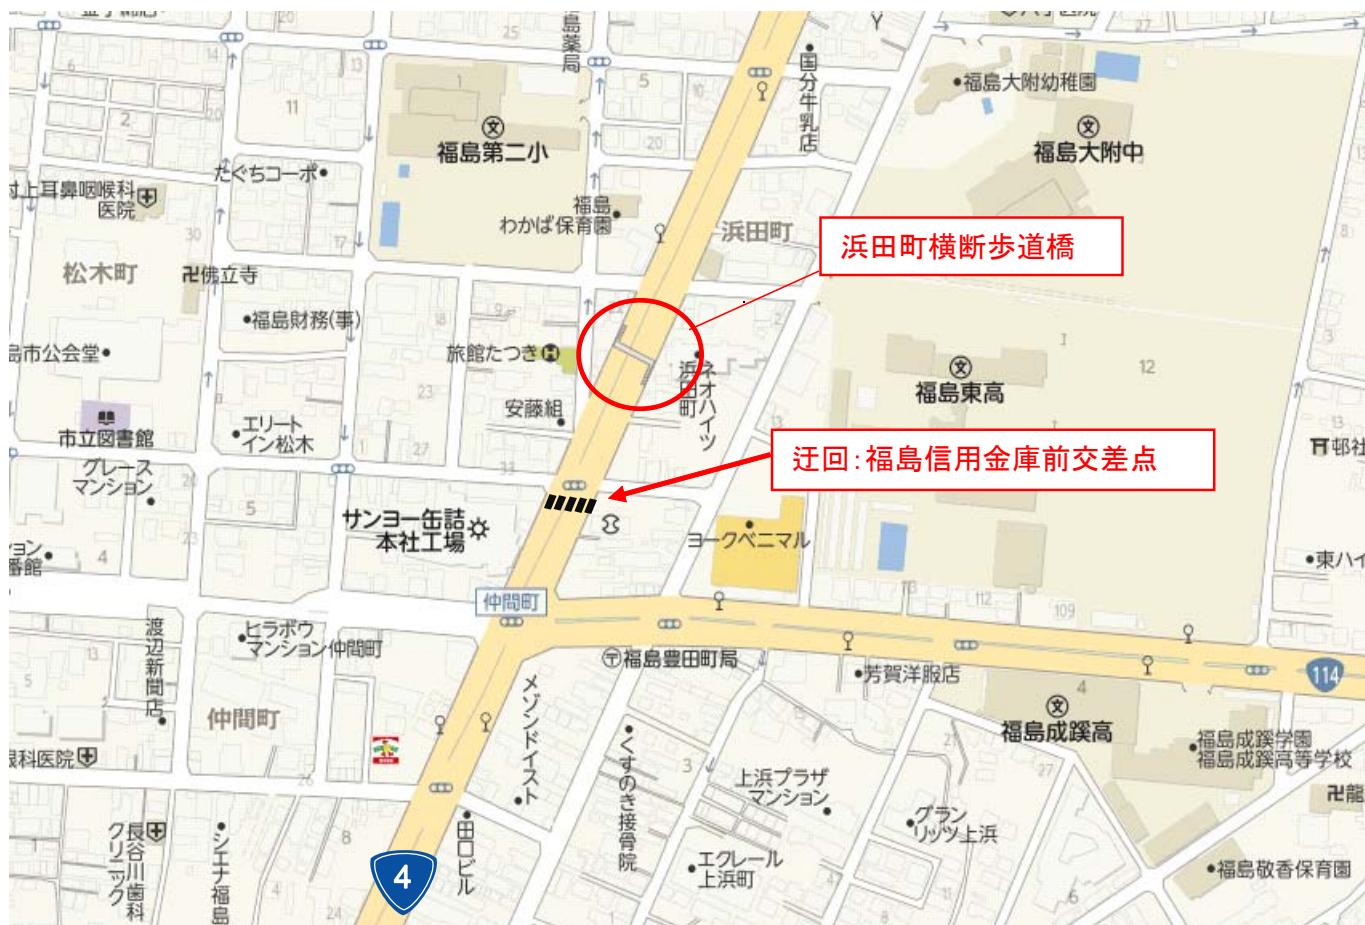 福島薬局
国分牛乳店
福島大附幼稚園
福島第二小
福島大附中
たぐちコーポ
村上耳鼻咽喉科
医院
福島
わかば保育園
浜田町
浜田町横断歩道橋
松木町
佛立寺
福島財務(事)
島市公会堂
旅館たつき
ネオハイツ
浜田町
福島東高
安藤組
エリート
イン松木
市立図書館
グレース
マンション
迂回:福島信用金庫前交差点
サンヨー缶詰
本社工場
ヨークベニマル
東ハイ
仲間町
渡辺新聞店
ヒラボウ
マンション仲間町
福島豊田町局
芳賀洋服店
114
仲間町
メゾンドイスト
福島成蹊高
福島成蹊学園
福島成蹊高等学校
眼科医院
くすのき接骨院
上浜プラザ
マンション
グラン
リッツ上浜
長谷川歯科
クリニック
シエナ福島
4
田口ビル
エクレール
上浜町
福島敬香保育園